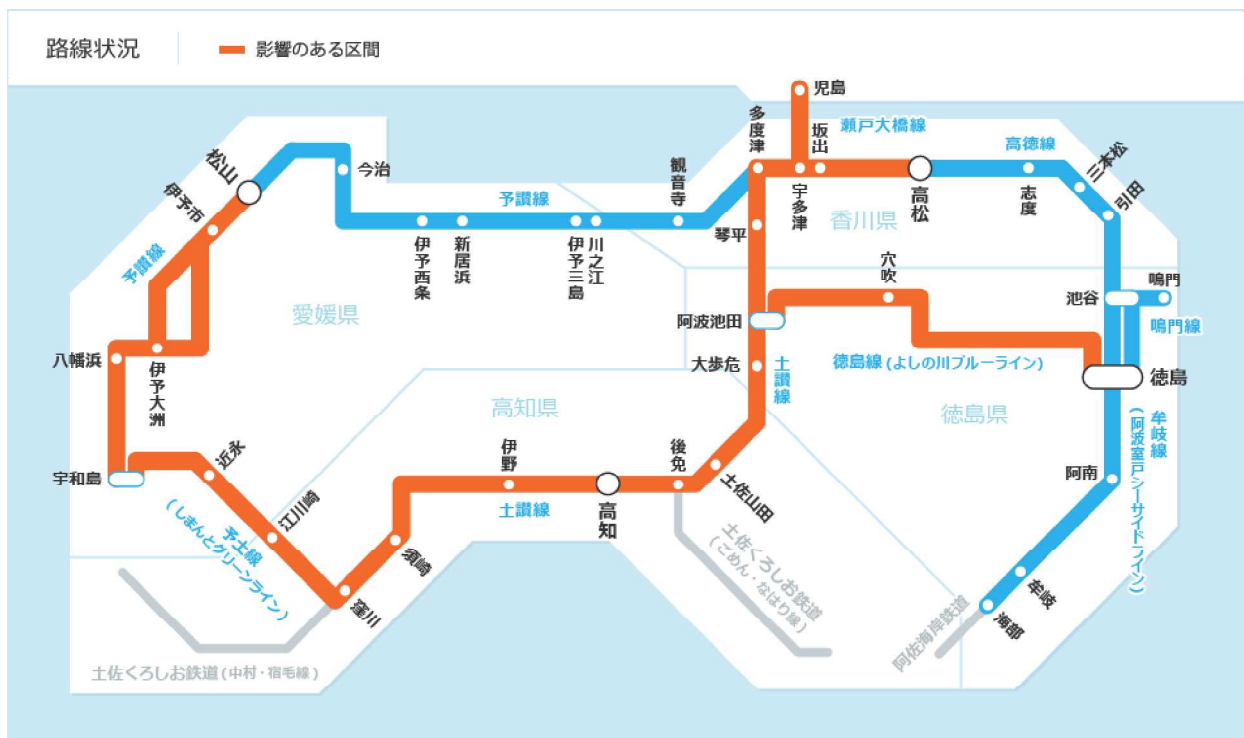 路線状況
影響のある区間
児島
坂出
瀬戸大橋線
多度津
高徳線
三本松
引田
松山
今治
観音寺
宇多津
高松
志度
伊予市
予讃線
香川県
琴平
伊予西条
新居浜
伊予三島
川之江
穴吹
池谷
鳴門
予讃線
愛媛県
阿波池田
鳴門線
八幡浜
伊予大洲
大歩危
土讃線
徳島線(よしの川ブルーライン)
徳島
高知県
徳島県
牟岐線
(阿波室戸シーサイドライン)
宇和島
近永
伊野
後免
阿南
江川崎
土讃線
高知
土佐山田
予土線
(しまんとグリーンライン)
須崎
土佐くろしお鉄道
(ごめん・なはり線)
窪川
牟岐
海部
阿佐海岸鉄道
土佐くろしお鉄道(中村・宿毛線)